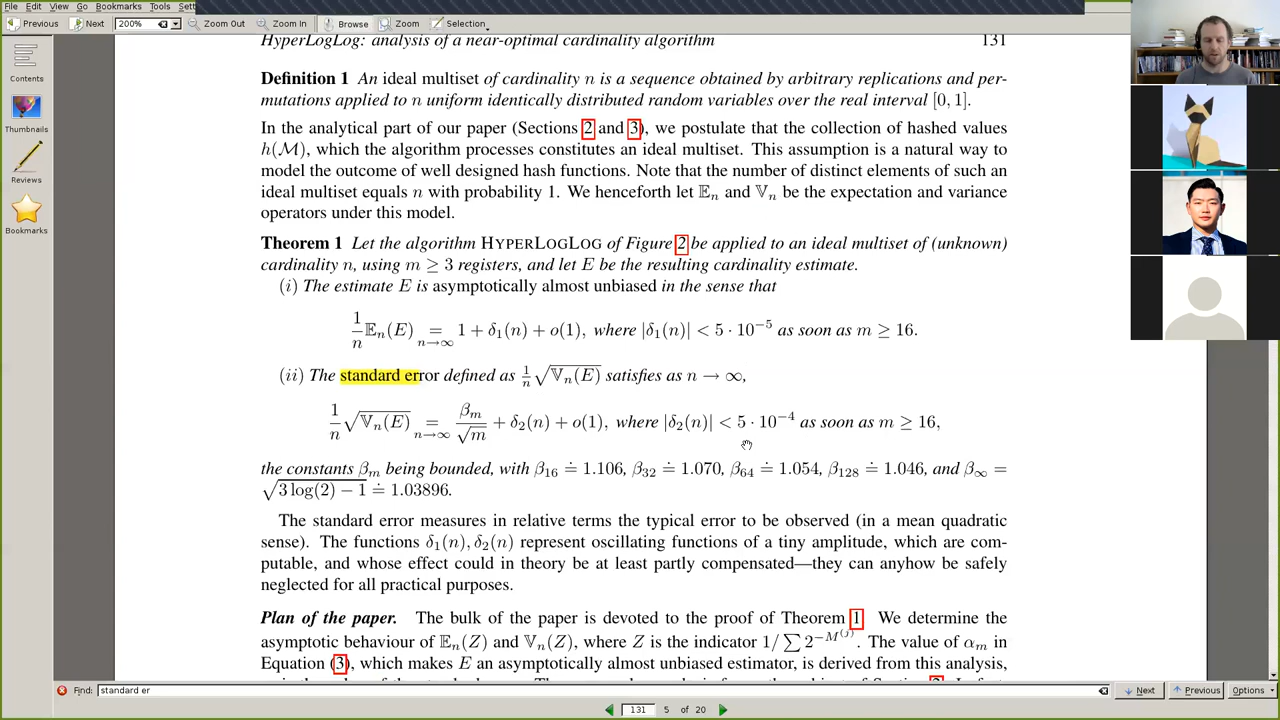 File Edit View Go Bookmarks Tools Sett
Previous Next 200% Zoom Out Zoom In Browse Zoom Selection
Contents
Thumbnails
Reviews
Bookmarks
HyperLogLog: analysis of a near-optimal cardinality algorithm 131
Definition 1 An ideal multiset of cardinality n is a sequence obtained by arbitrary replications and per-
mutations applied to n uniform identically distributed random variables over the real interval [0, 1].
In the analytical part of our paper (Sections 2 and 3), we postulate that the collection of hashed values
h(ℳ), which the algorithm processes constitutes an ideal multiset. This assumption is a natural way to
model the outcome of well designed hash functions. Note that the number of distinct elements of such an
ideal multiset equals n with probability 1. We henceforth let 𝔼ₙ and 𝕍ₙ be the expectation and variance
operators under this model.
Theorem 1 Let the algorithm HYPERLOGLOG of Figure 2 be applied to an ideal multiset of (unknown)
cardinality n, using m ≥ 3 registers, and let E be the resulting cardinality estimate.
(i) The estimate E is asymptotically almost unbiased in the sense that
1/n 𝔼ₙ(E) =_{n→∞} 1 + δ₁(n) + o(1), where |δ₁(n)| < 5 · 10⁻⁵ as soon as m ≥ 16.
(ii) The standard error defined as 1/n √𝕍ₙ(E) satisfies as n → ∞,
1/n √𝕍ₙ(E) =_{n→∞} βₘ/√m + δ₂(n) + o(1), where |δ₂(n)| < 5 · 10⁻⁴ as soon as m ≥ 16,
the constants βₘ being bounded, with β₁₆ ≐ 1.106, β₃₂ ≐ 1.070, β₆₄ ≐ 1.054, β₁₂₈ ≐ 1.046, and β∞ =
√(3 log(2) − 1) ≐ 1.03896.
The standard error measures in relative terms the typical error to be observed (in a mean quadratic
sense). The functions δ₁(n), δ₂(n) represent oscillating functions of a tiny amplitude, which are com-
putable, and whose effect could in theory be at least partly compensated—they can anyhow be safely
neglected for all practical purposes.
Plan of the paper. The bulk of the paper is devoted to the proof of Theorem 1. We determine the
asymptotic behaviour of 𝔼ₙ(Z) and 𝕍ₙ(Z), where Z is the indicator 1/∑ 2^{−M^{(j)}}. The value of αₘ in
Equation (3), which makes E an asymptotically almost unbiased estimator, is derived from this analysis,
Find: standard er Next Previous Options
131 5 of 20